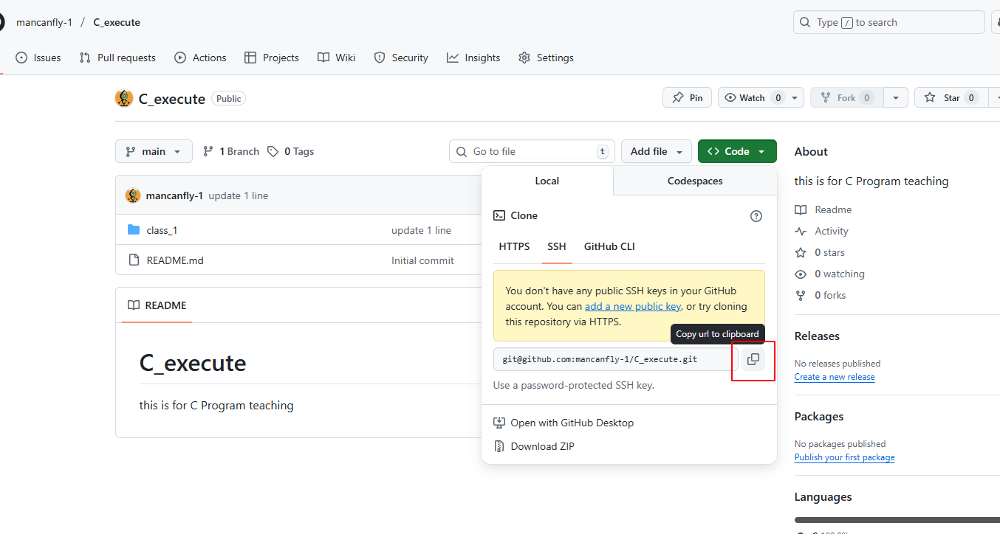 mancanfly-1 / C_execute
Type / to search
Issues Pull requests Actions Projects Wiki Security Insights Settings
C_execute Public
Pin Watch 0 Fork 0 Star 0
main 1 Branch 0 Tags
Go to file t Add file <> Code
mancanfly-1 update 1 line
class_1 update 1 line
README.md Initial commit
README
C_execute
this is for C Program teaching
Local Codespaces
Clone
HTTPS SSH GitHub CLI
You don't have any public SSH keys in your GitHub
account. You can add a new public key, or try cloning
this repository via HTTPS.
Copy url to clipboard
git@github.com:mancanfly-1/C_execute.git
Use a password-protected SSH key.
Open with GitHub Desktop
Download ZIP
About
this is for C Program teaching
Readme
Activity
0 stars
0 watching
0 forks
Releases
No releases published
Create a new release
Packages
No packages published
Publish your first package
Languages